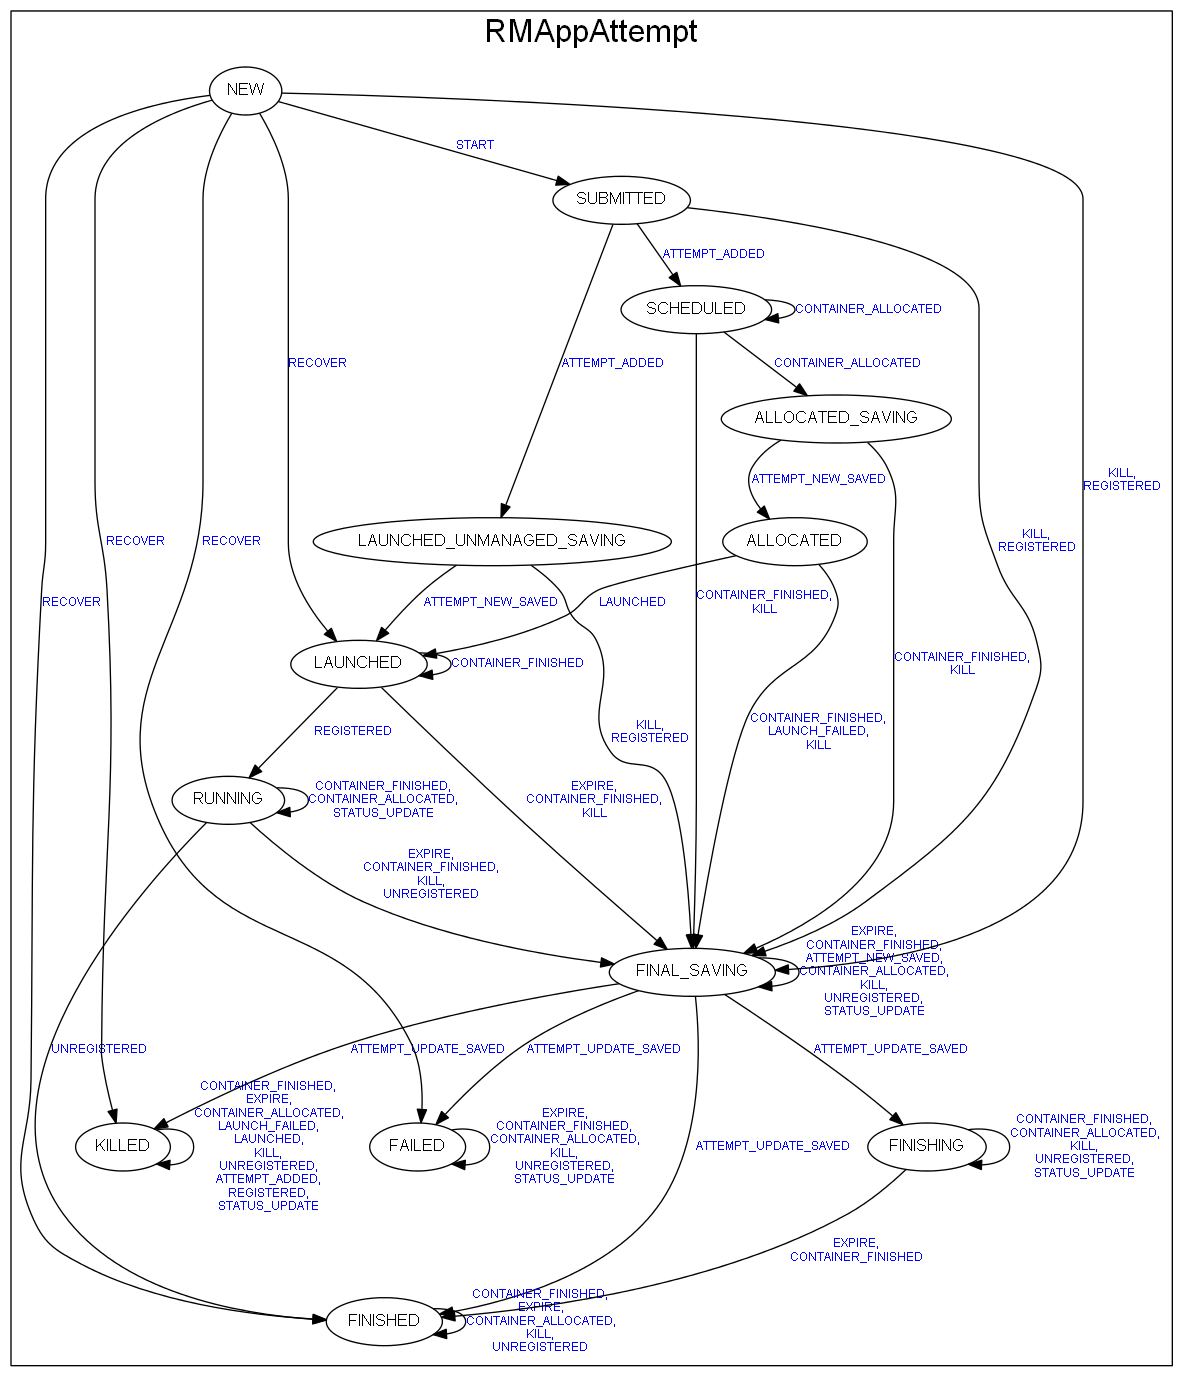 RMAppAttempt
NEW
START
SUBMITTED
ATTEMPT_ADDED
SCHEDULED
CONTAINER_ALLOCATED
RECOVER
ATTEMPT_ADDED
CONTAINER_ALLOCATED
ALLOCATED_SAVING
KILL,
REGISTERED
ATTEMPT_NEW_SAVED
RECOVER
RECOVER
LAUNCHED_UNMANAGED_SAVING
ALLOCATED
KILL,
REGISTERED
RECOVER
ATTEMPT_NEW_SAVED
LAUNCHED
CONTAINER_FINISHED,
KILL
LAUNCHED
CONTAINER_FINISHED
CONTAINER_FINISHED,
KILL
REGISTERED
KILL,
REGISTERED
CONTAINER_FINISHED,
LAUNCH_FAILED,
KILL
RUNNING
CONTAINER_FINISHED,
CONTAINER_ALLOCATED,
STATUS_UPDATE
EXPIRE,
CONTAINER_FINISHED,
KILL
EXPIRE,
CONTAINER_FINISHED,
KILL,
UNREGISTERED
FINAL_SAVING
EXPIRE,
CONTAINER_FINISHED,
ATTEMPT_NEW_SAVED,
CONTAINER_ALLOCATED,
KILL,
UNREGISTERED,
STATUS_UPDATE
UNREGISTERED
ATTEMPT_UPDATE_SAVED
ATTEMPT_UPDATE_SAVED
ATTEMPT_UPDATE_SAVED
KILLED
CONTAINER_FINISHED,
EXPIRE,
CONTAINER_ALLOCATED,
LAUNCH_FAILED,
LAUNCHED,
KILL,
UNREGISTERED,
ATTEMPT_ADDED,
REGISTERED,
STATUS_UPDATE
FAILED
EXPIRE,
CONTAINER_FINISHED,
CONTAINER_ALLOCATED,
KILL,
UNREGISTERED,
STATUS_UPDATE
ATTEMPT_UPDATE_SAVED
FINISHING
CONTAINER_FINISHED,
CONTAINER_ALLOCATED,
KILL,
UNREGISTERED,
STATUS_UPDATE
EXPIRE,
CONTAINER_FINISHED
FINISHED
CONTAINER_FINISHED,
EXPIRE,
CONTAINER_ALLOCATED,
KILL,
UNREGISTERED